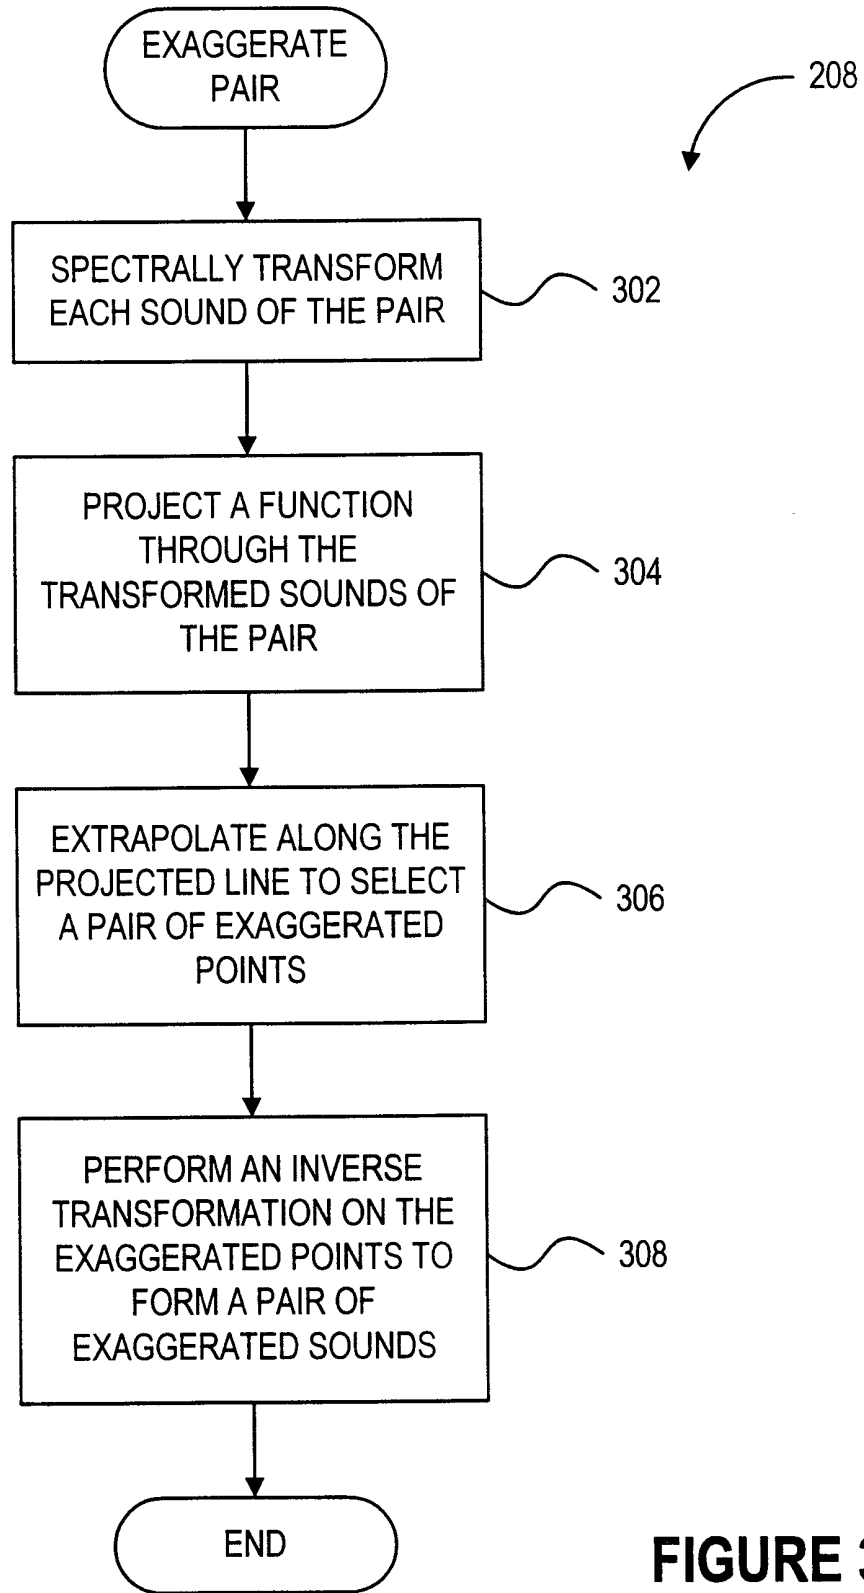 EXAGGERATE
PAIR
208
SPECTRALLY TRANSFORM
EACH SOUND OF THE PAIR
302
PROJECT A FUNCTION
THROUGH THE
TRANSFORMED SOUNDS OF
THE PAIR
304
EXTRAPOLATE ALONG THE
PROJECTED LINE TO SELECT
A PAIR OF EXAGGERATED
POINTS
306
PERFORM AN INVERSE
TRANSFORMATION ON THE
EXAGGERATED POINTS TO
FORM A PAIR OF
EXAGGERATED SOUNDS
308
END
FIGURE 3